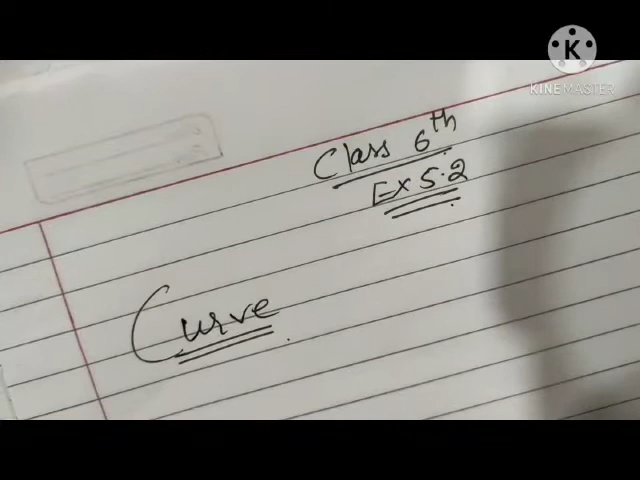 K
KINEMASTER
Class 6th
Ex 5.2
Curve